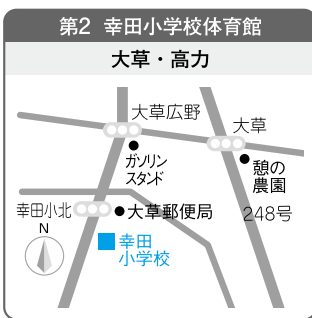 第2 幸田小学校体育館
大草・高力
大草広野
大草
ガソリン
スタンド
憩の
農園
幸田小北
大草郵便局
248号
N
幸田
小学校